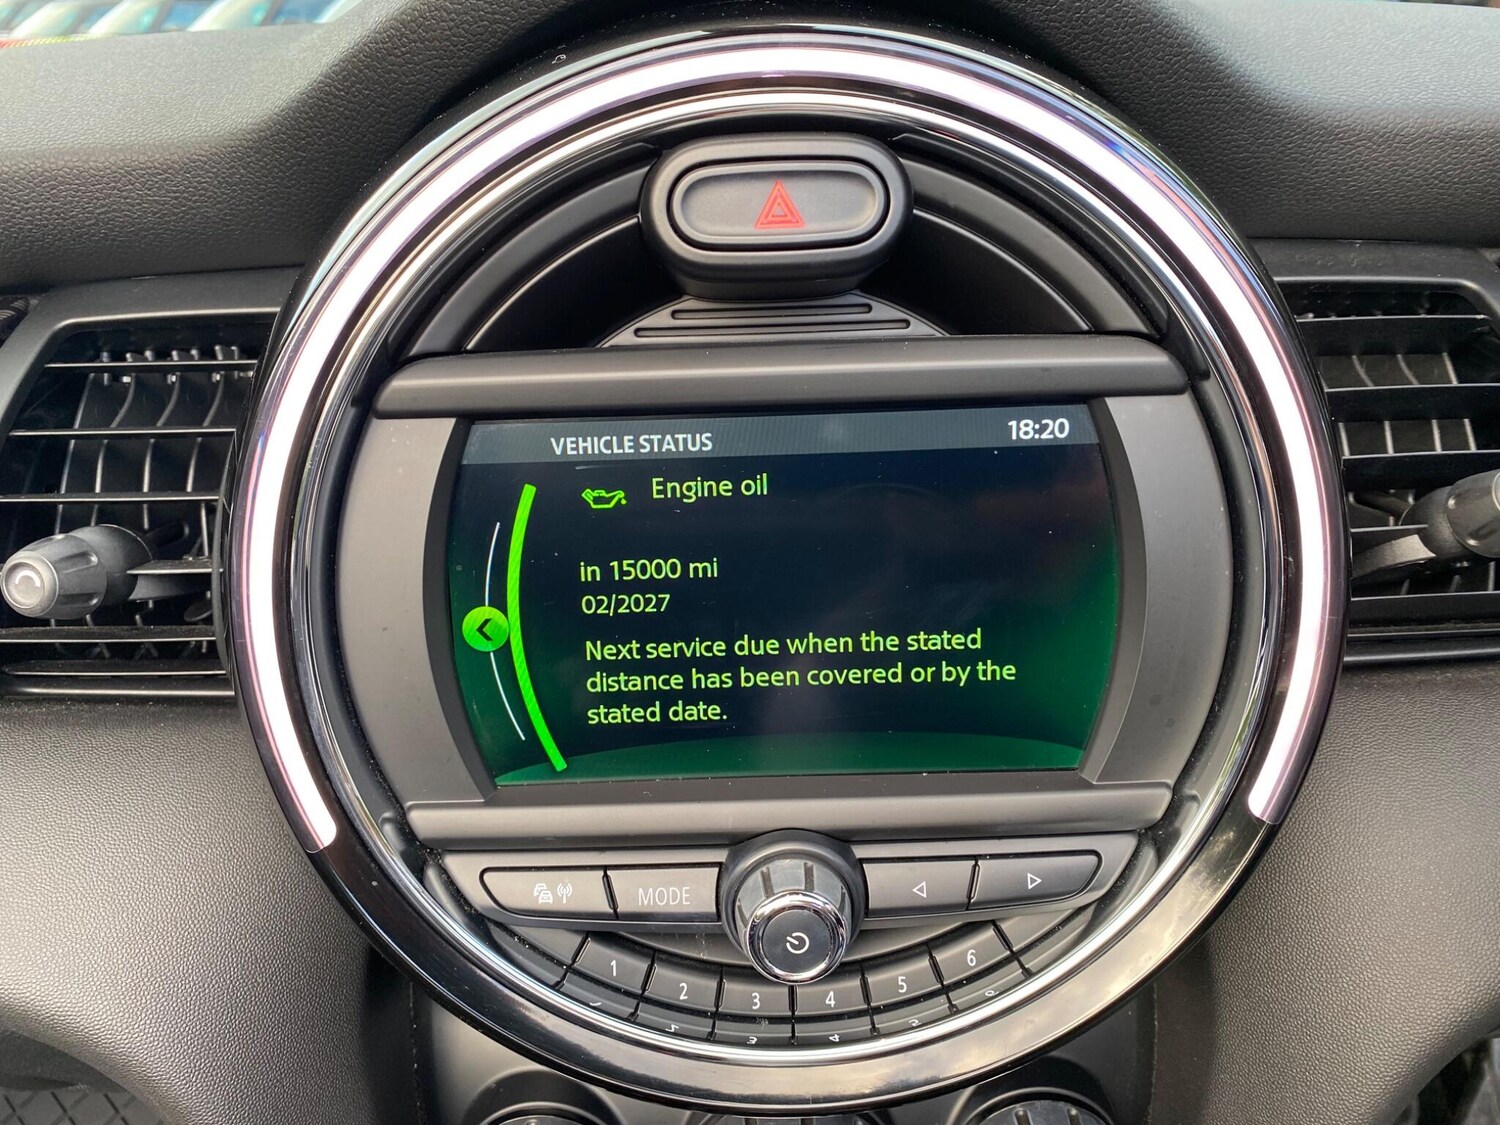 VEHICLE STATUS 18:20
Engine oil
in 15000 mi
02/2027
Next service due when the stated
distance has been covered or by the
stated date.
MODE
1 2 3 4 5 6